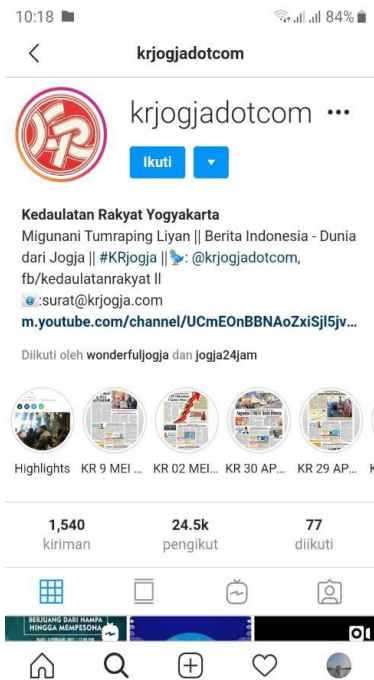 10:18
84%
krjogjadotcom
krjogjadotcom
Ikuti
Kedaulatan Rakyat Yogyakarta
Migunani Tumraping Liyan || Berita Indonesia - Dunia
dari Jogja || #KRjogja ||🐦: @krjogjadotcom,
fb/kedaulatanrakyat II
📧:surat@krjogja.com
m.youtube.com/channel/UCmEOnBBNAoZxiSjl5jv...
Diikuti oleh wonderfuljogja dan jogja24jam
Highlights KR 9 MEI ... KR 02 MEI... KR 30 AP... KR 29 AP...
1,540 24.5k 77
kiriman pengikut diikuti
BERJUANG DARI HAMPA
HINGGA MEMPESONA